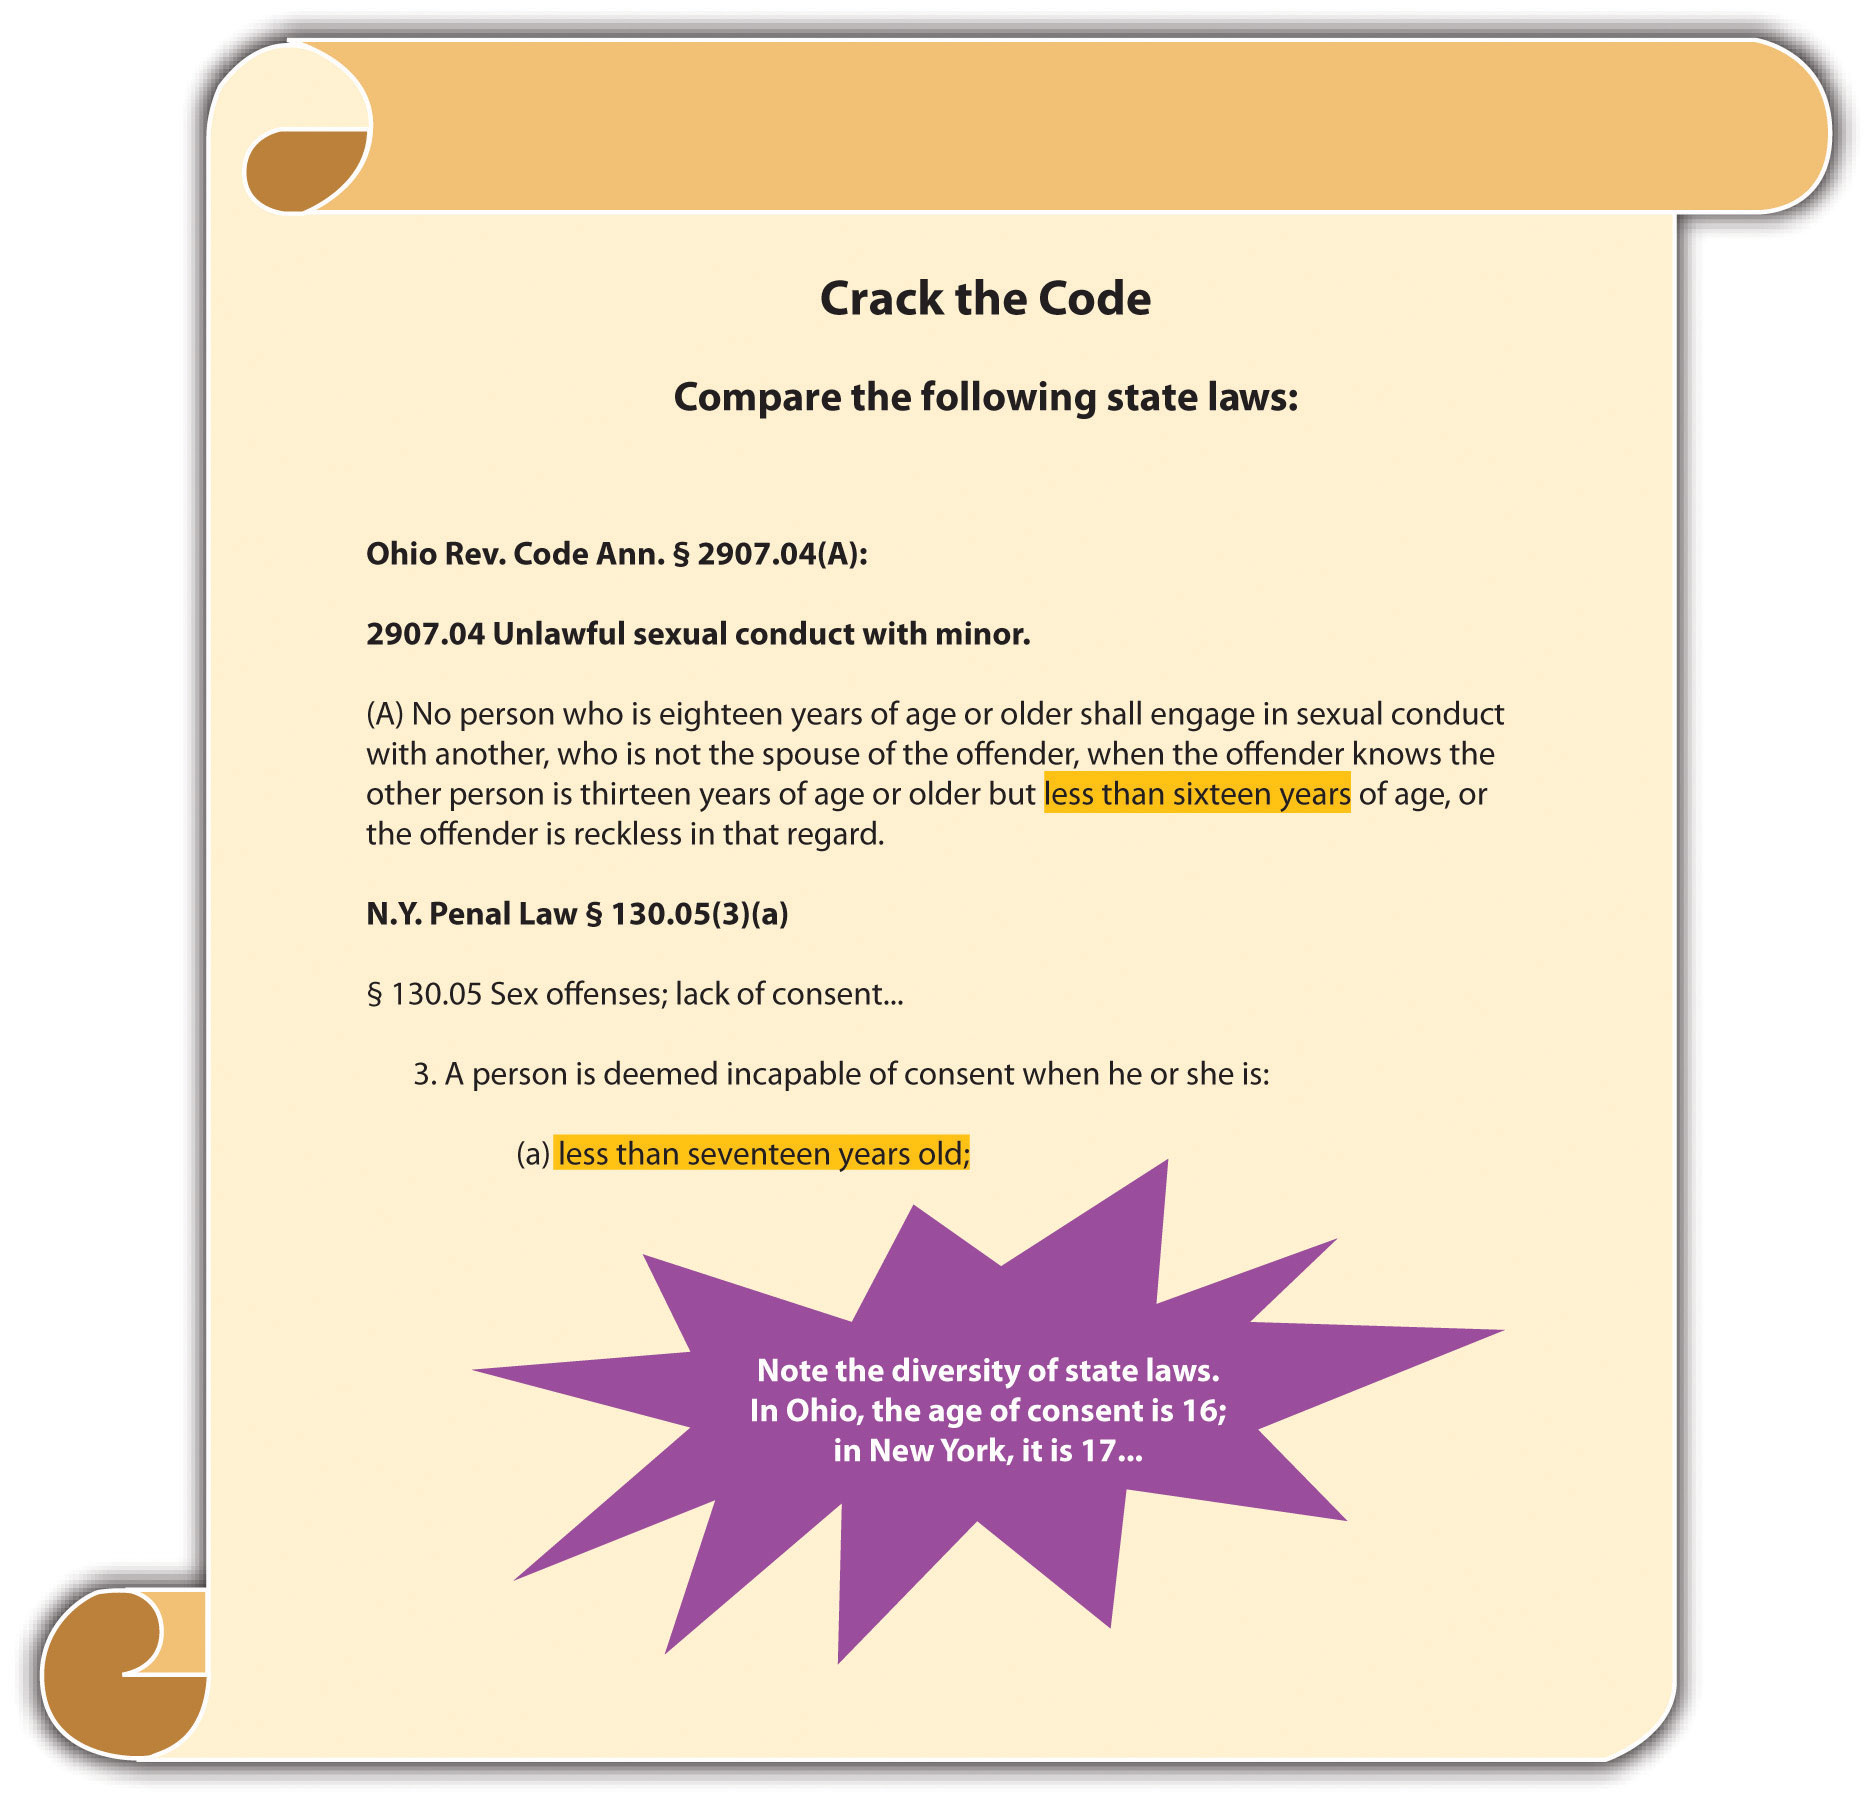 Crack the Code
Compare the following state laws:
Ohio Rev. Code Ann. § 2907.04(A):
2907.04 Unlawful sexual conduct with minor.
(A) No person who is eighteen years of age or older shall engage in sexual conduct
with another, who is not the spouse of the offender, when the offender knows the
other person is thirteen years of age or older but less than sixteen years of age, or
the offender is reckless in that regard.
N.Y. Penal Law § 130.05(3)(a)
§ 130.05 Sex offenses; lack of consent...
3. A person is deemed incapable of consent when he or she is:
(a) less than seventeen years old;
Note the diversity of state laws.
In Ohio, the age of consent is 16;
in New York, it is 17...